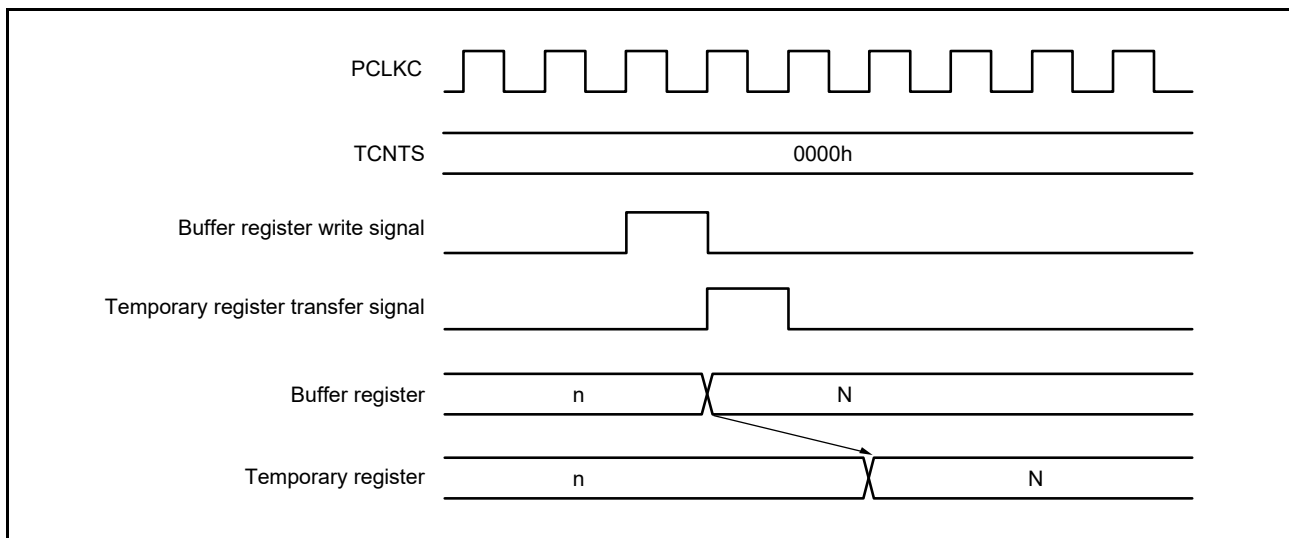 PCLKC
TCNTS
0000h
Buffer register write signal
Temporary register transfer signal
Buffer register
n
N
Temporary register
n
N